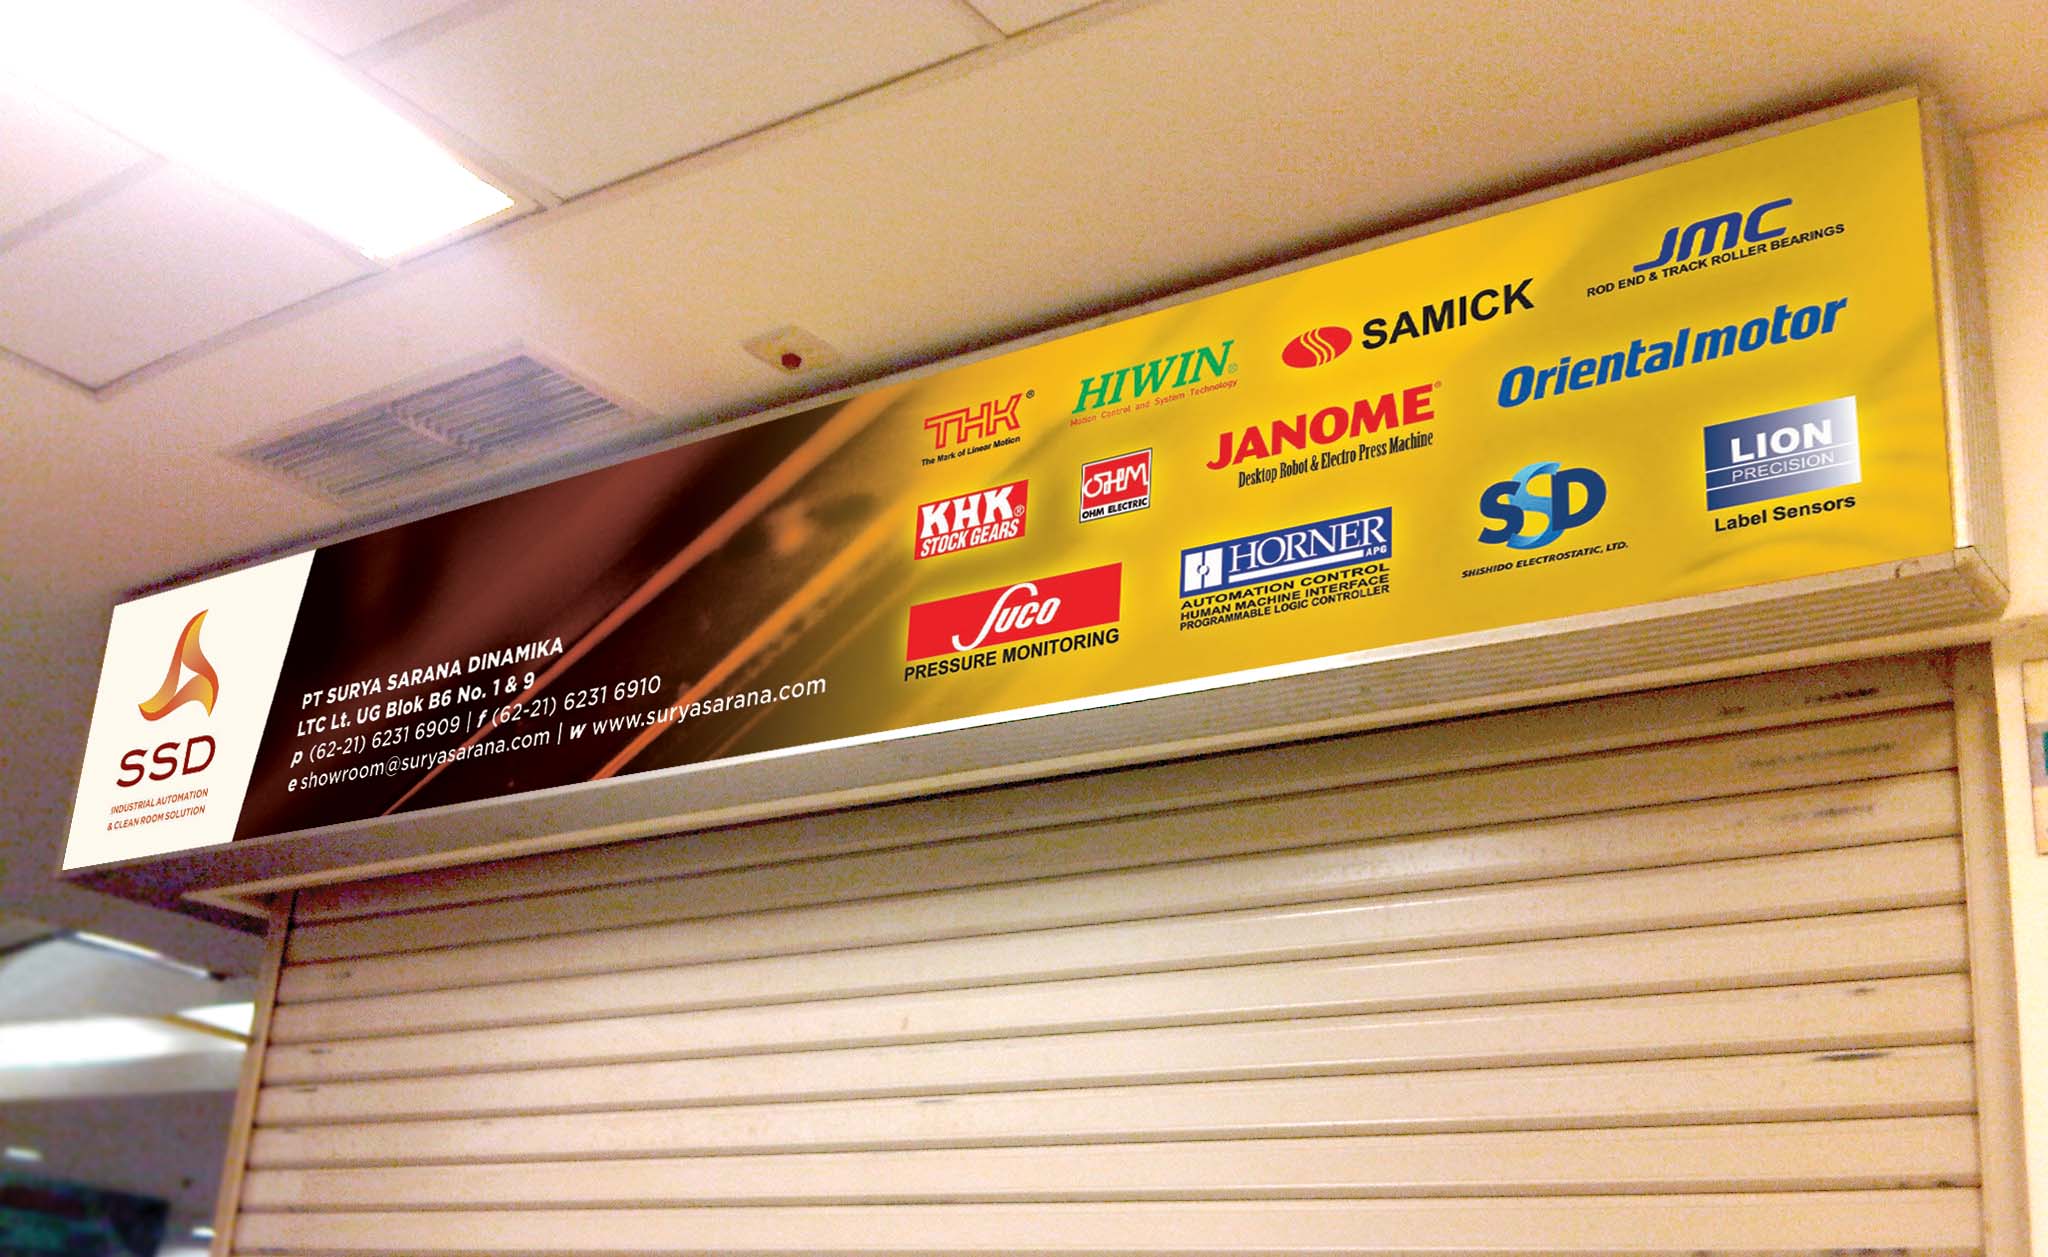 SSD
INDUSTRIAL AUTOMATION
& CLEAN ROOM SOLUTION
PT SURYA SARANA DINAMIKA
LTC Lt. UG Blok B6 No. 1 & 9
p (62-21) 6231 6909 | f (62-21) 6231 6910
e showroom@suryasarana.com | w www.suryasarana.com
THK®
The Mark of Linear Motion
HIWIN®
Motion Control and System Technology
SAMICK
JMC
ROD END & TRACK ROLLER BEARINGS
KHK®
STOCK GEARS
OHM
OHM ELECTRIC
JANOME®
Desktop Robot & Electro Press Machine
Orientalmotor
Suco
PRESSURE MONITORING
HORNER
APG
AUTOMATION CONTROL
HUMAN MACHINE INTERFACE
PROGRAMMABLE LOGIC CONTROLLER
SSD
SHISHIDO ELECTROSTATIC, LTD.
LION
PRECISION
Label Sensors